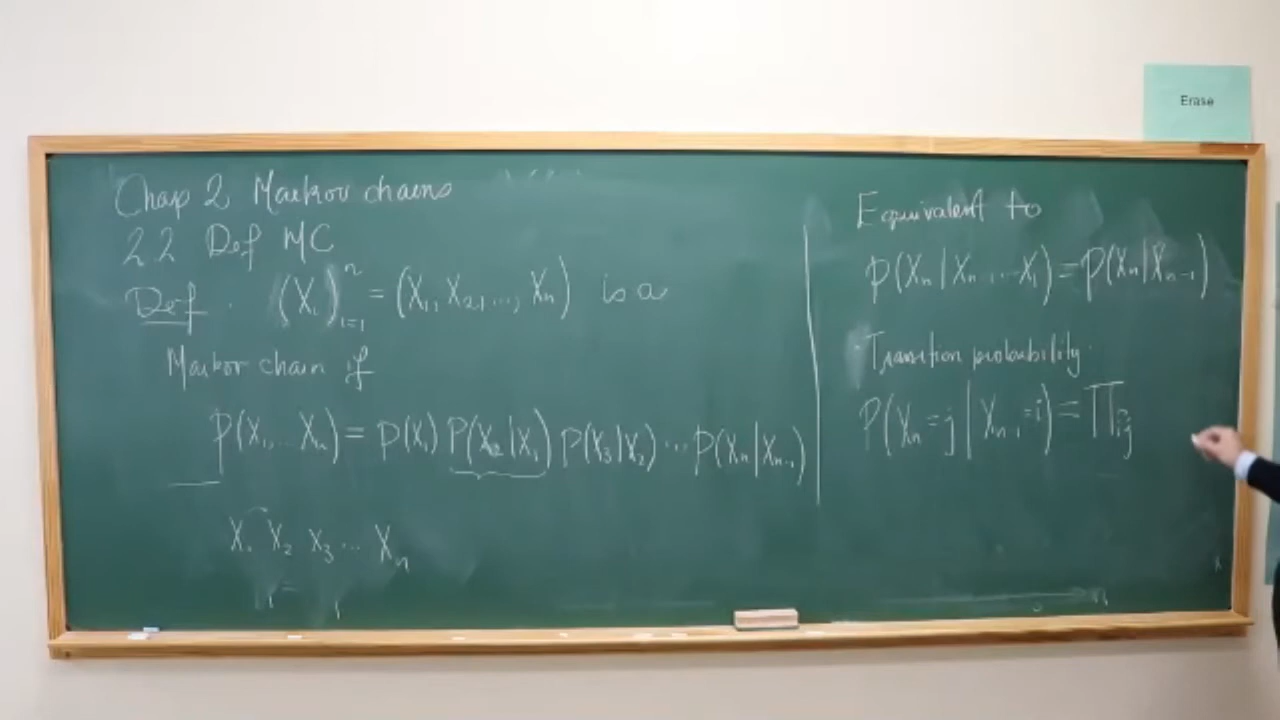 Erase
Chap 2 Markov chains
2.2 Def MC
Def. (X_i)_{i=1}^n = (X_1, X_2, ..., X_n) is a
Markov chain if
P(X_1, ... X_n) = P(X_1) P(X_2|X_1) P(X_3|X_2) ... P(X_n|X_{n-1})
X_1 X_2 X_3 ... X_n
Equivalent to
P(X_n | X_{n-1} ... X_1) = P(X_n | X_{n-1})
Transition probability
P(X_n = j | X_{n-1} = i) = Π_{ij}